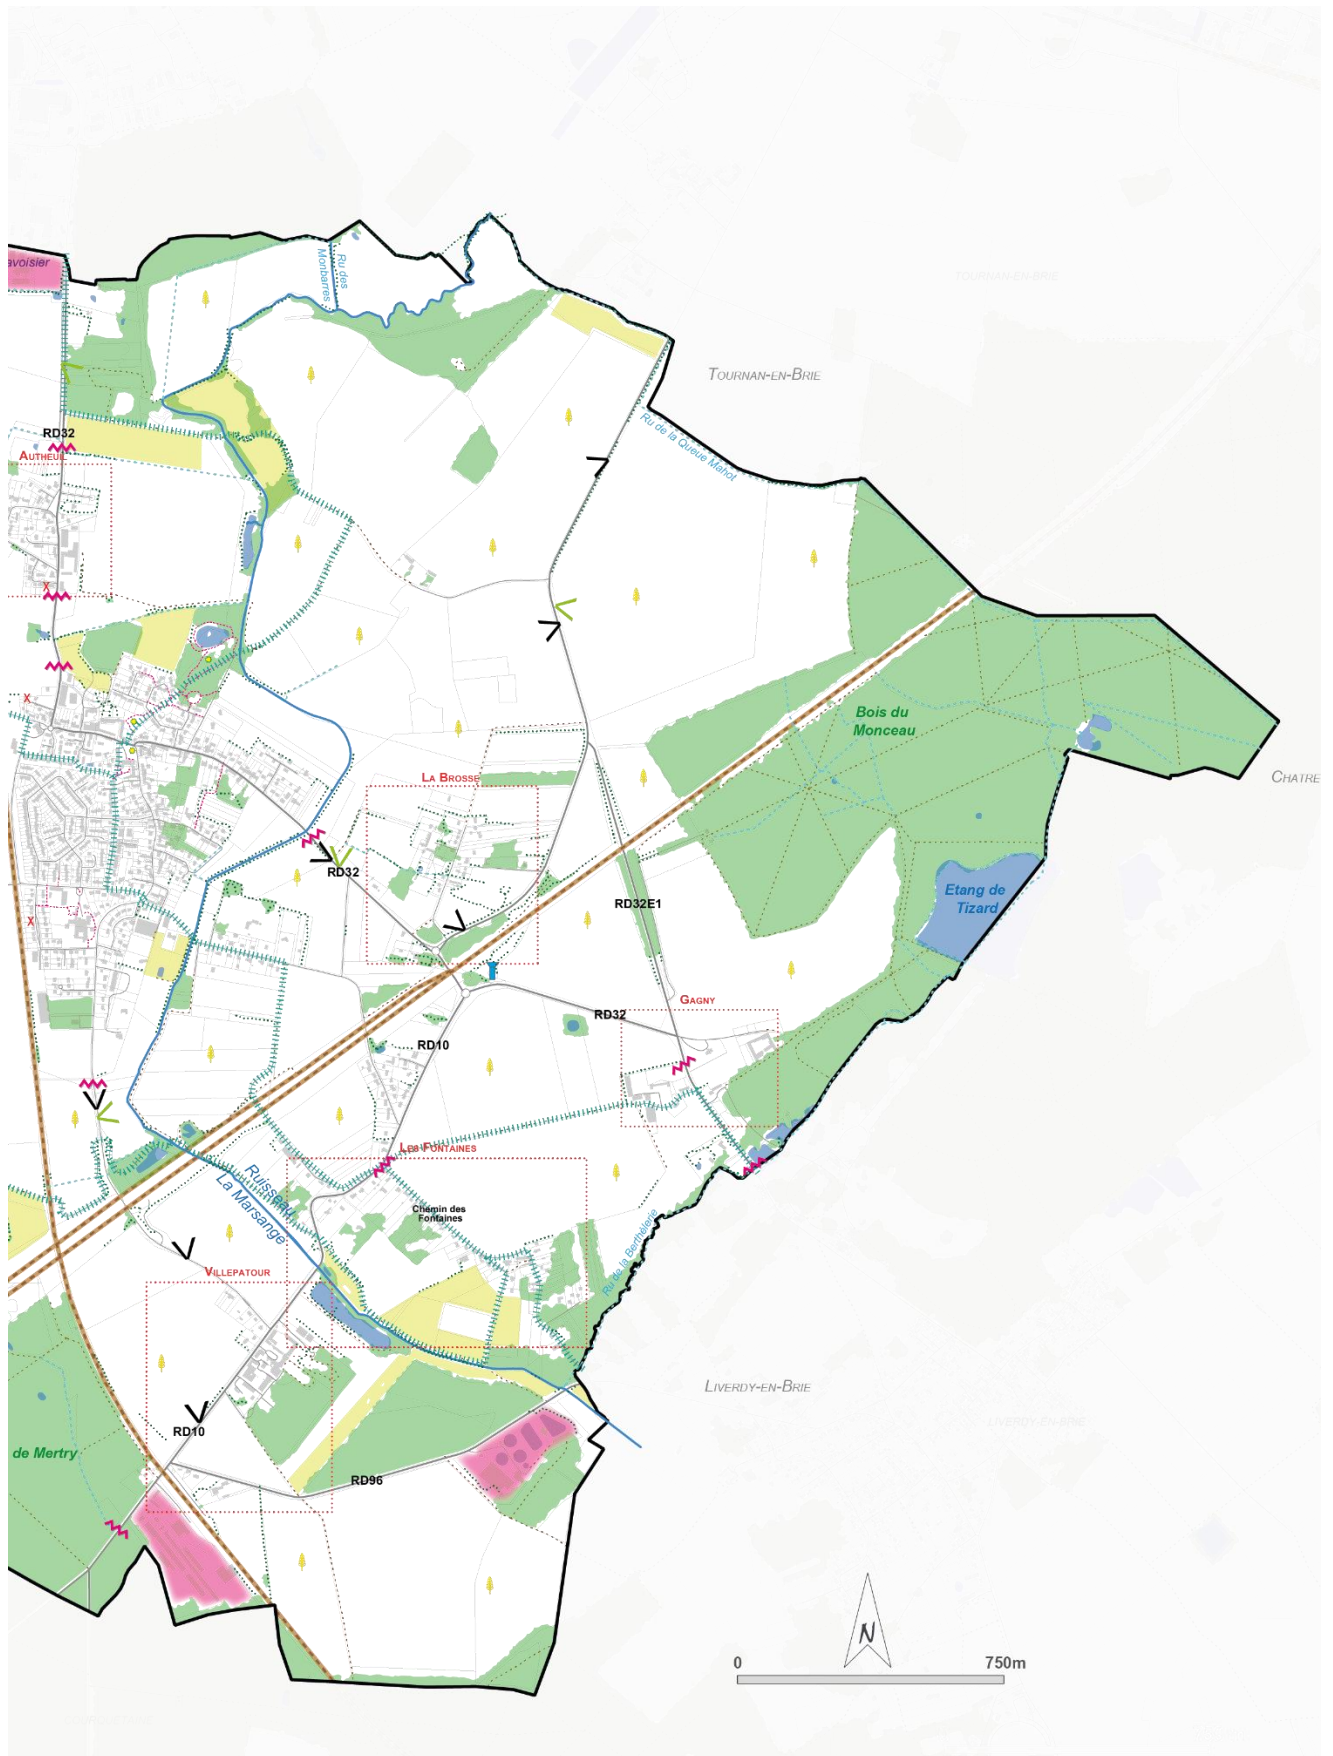 avoisier
Ru des
Monbarres
TOURNAN-EN-BRIE
TOURNAN-EN-BRIE
RD32
AUTHEUIL
Ru de la Queue Mahot
X
X
Bois du
Monceau
LA BROSSE
CHATRE
RD32
Etang de
Tizard
RD32E1
X
GAGNY
RD32
RD10
LES FONTAINES
Ruisseau
La Marsange
Chemin des
Fontaines
Ru de la Berthèlerie
VILLEPATOUR
LIVERDY-EN-BRIE
LIVERDY-EN-BRIE
RD10
de Mertry
RD96
N
0
750m